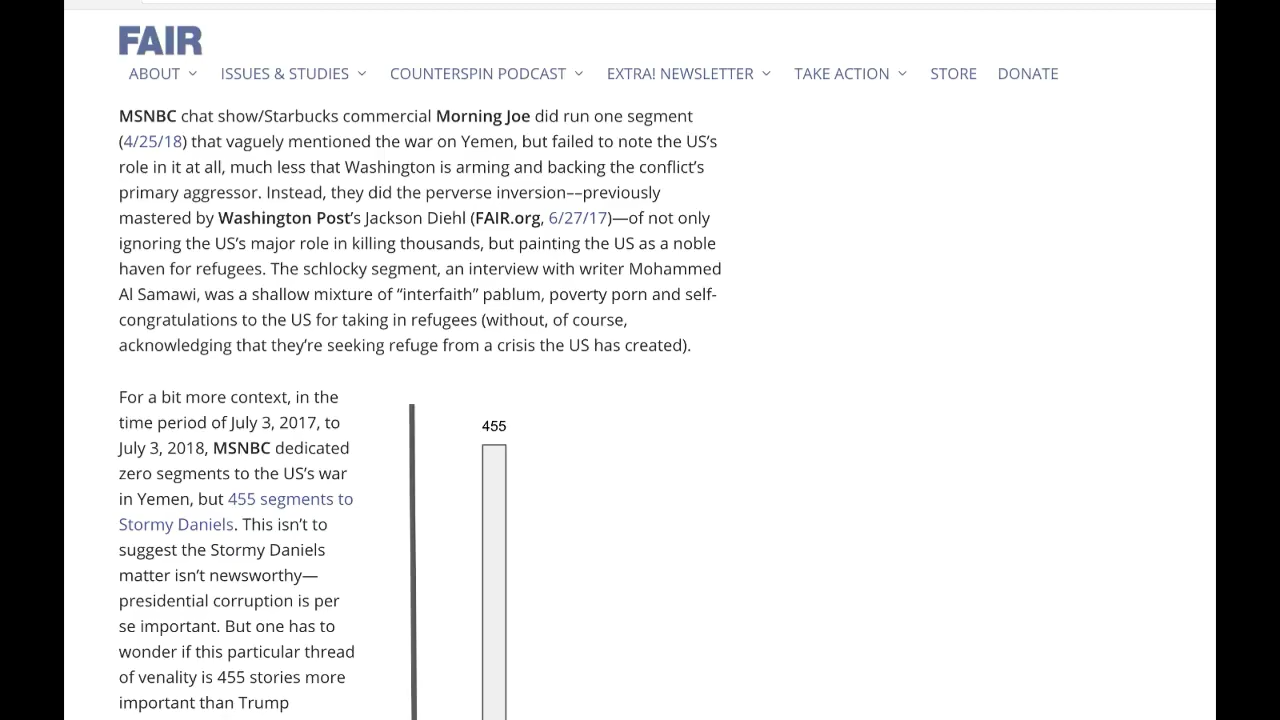 FAIR
ABOUT ISSUES & STUDIES COUNTERSPIN PODCAST EXTRA! NEWSLETTER TAKE ACTION STORE DONATE
MSNBC chat show/Starbucks commercial Morning Joe did run one segment
(4/25/18) that vaguely mentioned the war on Yemen, but failed to note the US’s
role in it at all, much less that Washington is arming and backing the conflict’s
primary aggressor. Instead, they did the perverse inversion––previously
mastered by Washington Post’s Jackson Diehl (FAIR.org, 6/27/17)—of not only
ignoring the US’s major role in killing thousands, but painting the US as a noble
haven for refugees. The schlocky segment, an interview with writer Mohammed
Al Samawi, was a shallow mixture of “interfaith” pablum, poverty porn and self-
congratulations to the US for taking in refugees (without, of course,
acknowledging that they’re seeking refuge from a crisis the US has created).
For a bit more context, in the
time period of July 3, 2017, to
July 3, 2018, MSNBC dedicated
zero segments to the US’s war
in Yemen, but 455 segments to
Stormy Daniels. This isn’t to
suggest the Stormy Daniels
matter isn’t newsworthy—
presidential corruption is per
se important. But one has to
wonder if this particular thread
of venality is 455 stories more
important than Trump
455